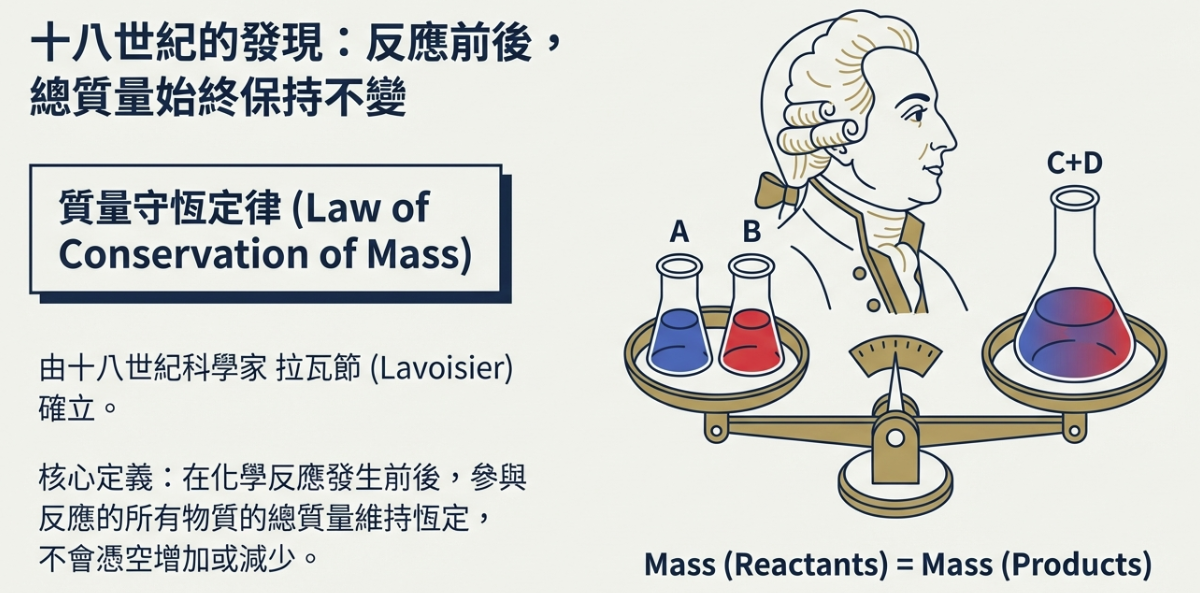 十八世紀的發現：反應前後，
總質量始終保持不變
質量守恆定律 (Law of
Conservation of Mass)
由十八世紀科學家 拉瓦節 (Lavoisier)
確立。
核心定義：在化學反應發生前後，參與
反應的所有物質的總質量維持恆定，
不會憑空增加或減少。
A
B
C+D
Mass (Reactants) = Mass (Products)